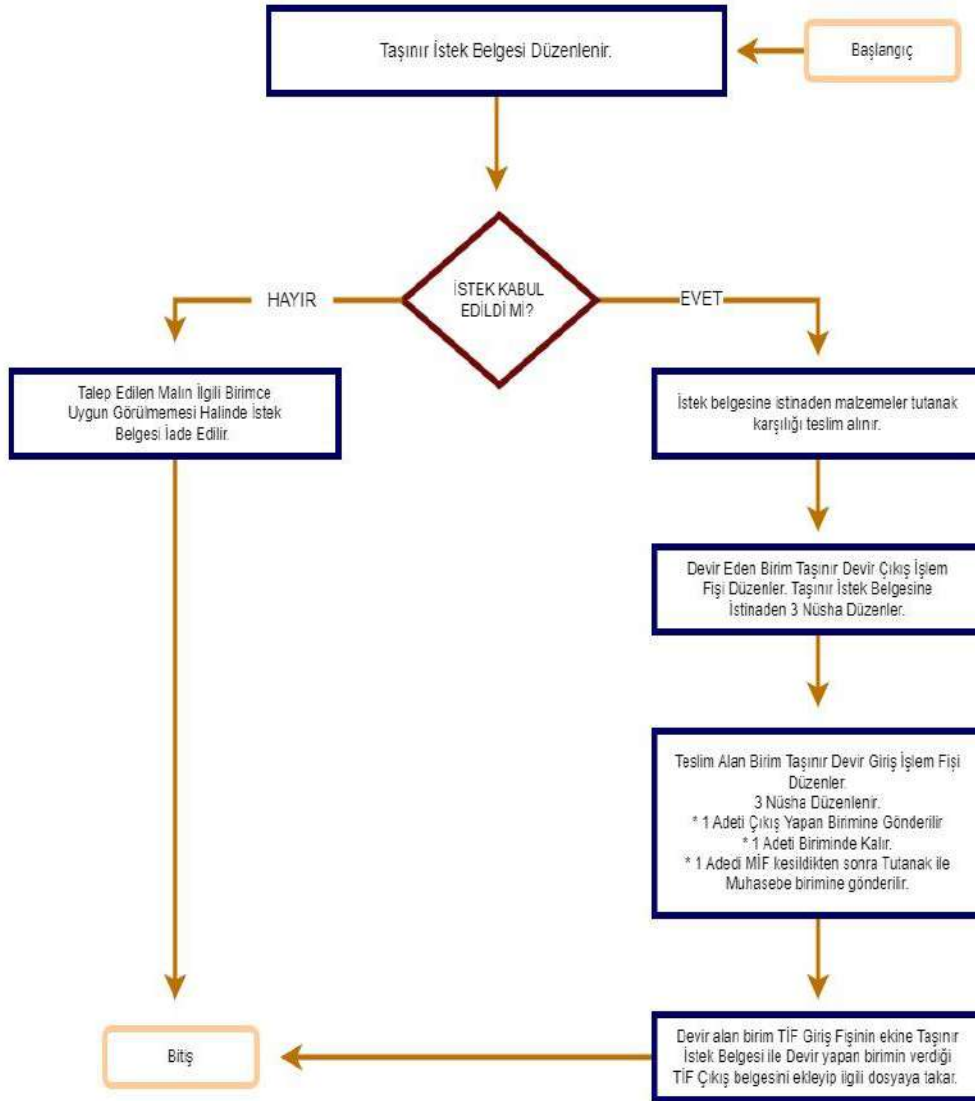 Taşınır İstek Belgesi Düzenlenir.
Başlangıç
İSTEK KABUL
EDİLDİ Mİ?
HAYIR
EVET
Talep Edilen Malın İlgili Birimce
Uygun Görülmemesi Halinde İstek
Belgesi İade Edilir.
İstek belgesine istinaden malzemeler tutanak
karşılığı teslim alınır.
Devir Eden Birim Taşınır Devir Çıkış İşlem
Fişi Düzenler. Taşınır İstek Belgesine
İstinaden 3 Nüsha Düzenler.
Teslim Alan Birim Taşınır Devir Giriş İşlem Fişi
Düzenler.
3 Nüsha Düzenlenir.
* 1 Adeti Çıkış Yapan Birimine Gönderilir
* 1 Adeti Biriminde Kalır.
* 1 Adedi MİF kesildikten sonra Tutanak ile
Muhasebe birimine gönderilir.
Devir alan birim TİF Giriş Fişinin ekine Taşınır
İstek Belgesi ile Devir yapan birimin verdiği
TİF Çıkış belgesini ekleyip ilgili dosyaya takar.
Bitiş